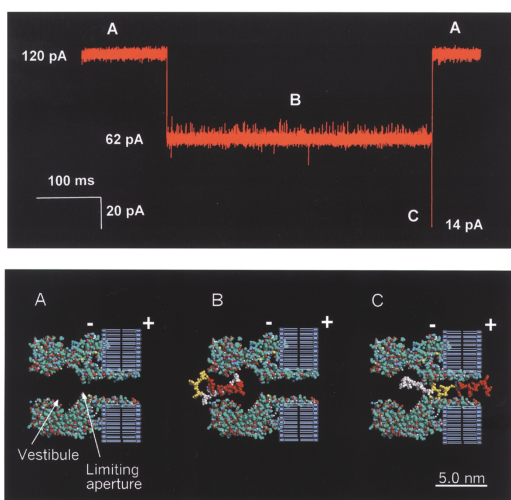 A A
120 pA
B
62 pA
100 ms
20 pA
C 14 pA
A B C
- + - + - +
Vestibule
Limiting
aperture
5.0 nm